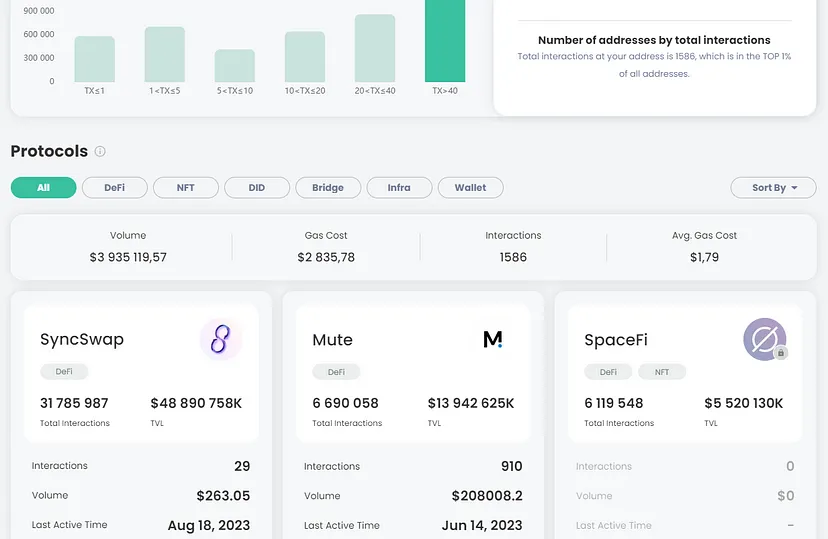 900 000
600 000
300 000
0
TX≤1 1<TX≤5 5<TX≤10 10<TX≤20 20<TX≤40 TX>40
Number of addresses by total interactions
Total interactions at your address is 1586, which is in the TOP 1%
of all addresses.
Protocols
All DeFi NFT DID Bridge Infra Wallet Sort By
Volume Gas Cost Interactions Avg. Gas Cost
$3 935 119,57 $2 835,78 1586 $1,79
SyncSwap
DeFi
31 785 987 $48 890 758K
Total Interactions TVL
Interactions 29
Volume $263.05
Last Active Time Aug 18, 2023
Mute
M.
DeFi
6 690 058 $13 942 625K
Total Interactions TVL
Interactions 910
Volume $208008.2
Last Active Time Jun 14, 2023
SpaceFi
DeFi NFT
6 119 548 $5 520 130K
Total Interactions TVL
Interactions 0
Volume $0
Last Active Time –